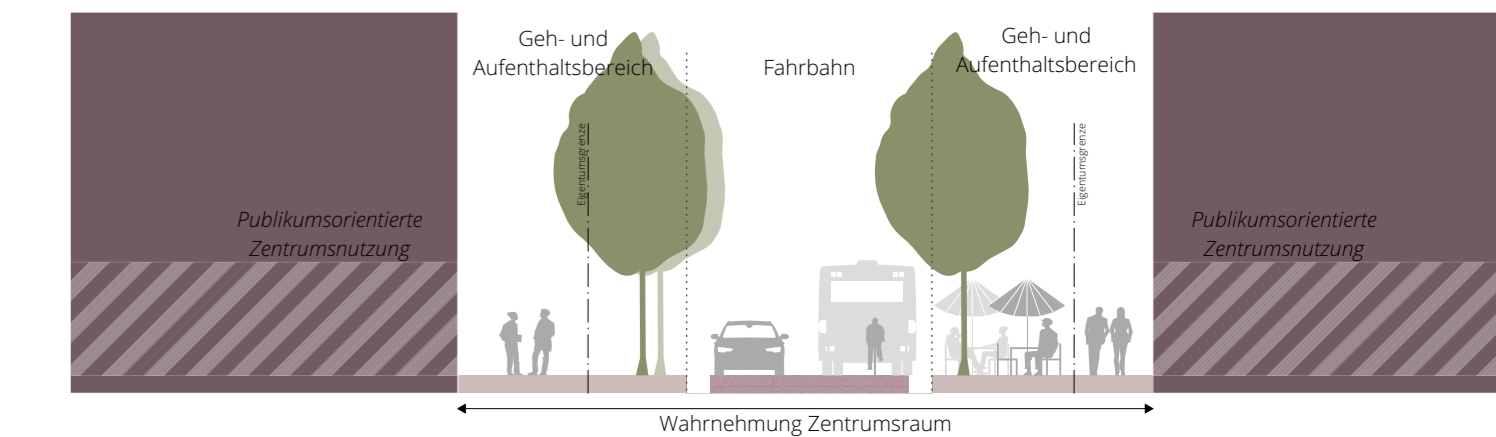 Geh- und
Aufenthaltsbereich
Fahrbahn
Geh- und
Aufenthaltsbereich
Eigentumsgrenze
Eigentumsgrenze
Publikumsorientierte
Zentrumsnutzung
Publikumsorientierte
Zentrumsnutzung
Wahrnehmung Zentrumsraum